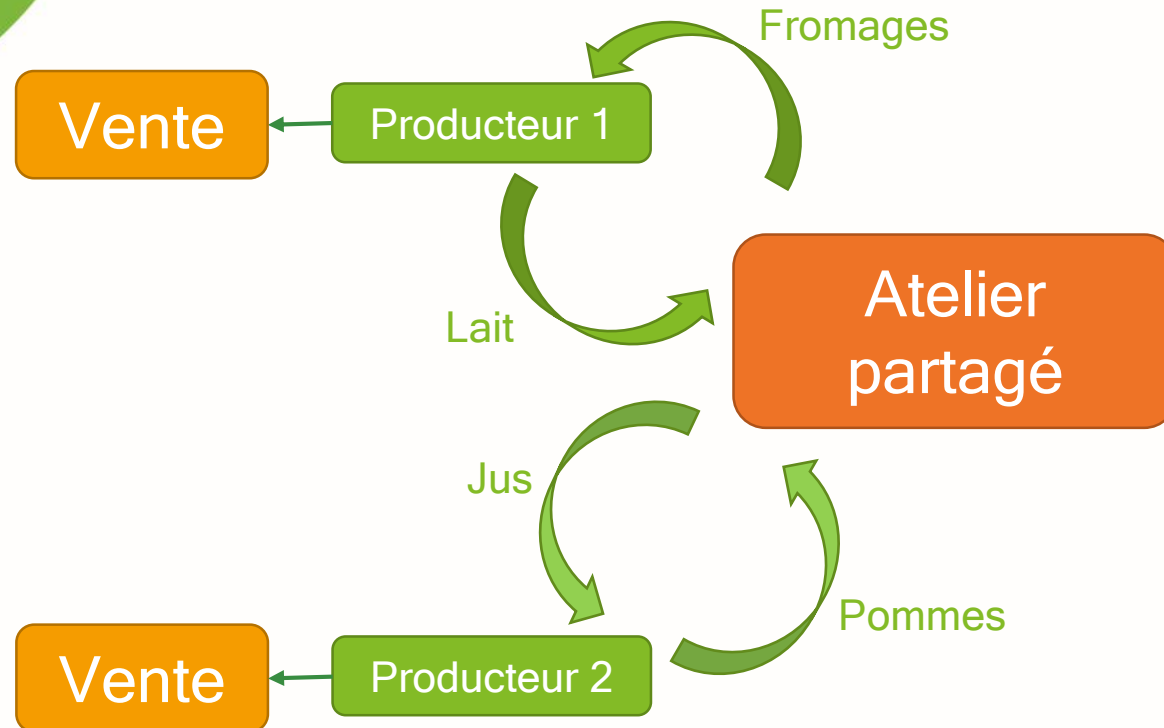 Fromages
Vente
Producteur 1
Lait
Atelier
partagé
Jus
Pommes
Vente
Producteur 2